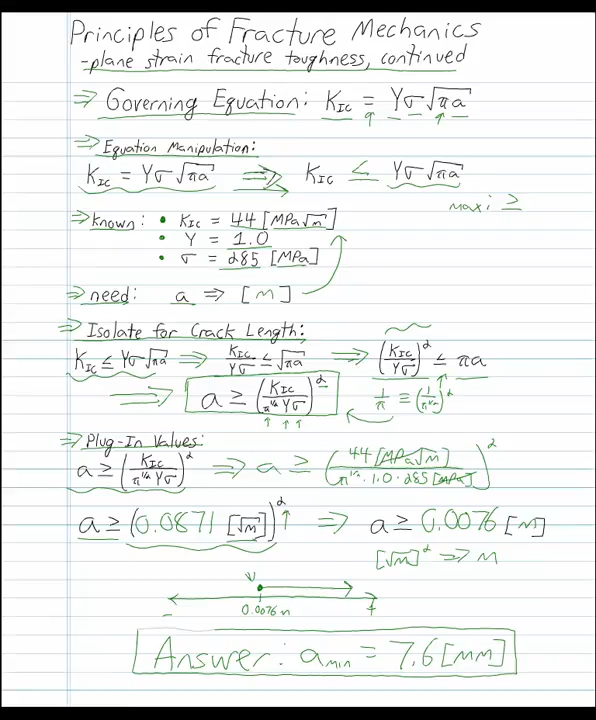 Principles of Fracture Mechanics
-plane strain fracture toughness, continued
⇒ Governing Equation: K_IC = Yσ√πa
⇒ Equation Manipulation:
K_IC = Yσ√πa ⇒ K_IC ≤ Yσ√πa
max: ≥
⇒ known: • K_IC = 44 [MPa√m]
• Y = 1.0
• σ = 285 [MPa]
⇒ need: a ⇒ [m]
⇒ Isolate for Crack Length:
K_IC ≤ Yσ√πa ⇒ K_IC/Yσ ≤ √πa ⇒ (K_IC/Yσ)² ≤ πa
⇒ a ≥ (K_IC/π^½Yσ)² 1/π ≡ (1/π^½)²
⇒ Plug-In Values:
a ≥ (K_IC/π^½Yσ)² ⇒ a ≥ (44[MPa√m]/π^½·1.0·285[MPa])²
a ≥ (0.0871 [√m])² ⇒ a ≥ 0.0076 [m]
[√m]² ⇒ m
- 0.0076 m +
Answer: a_min = 7.6 [mm]